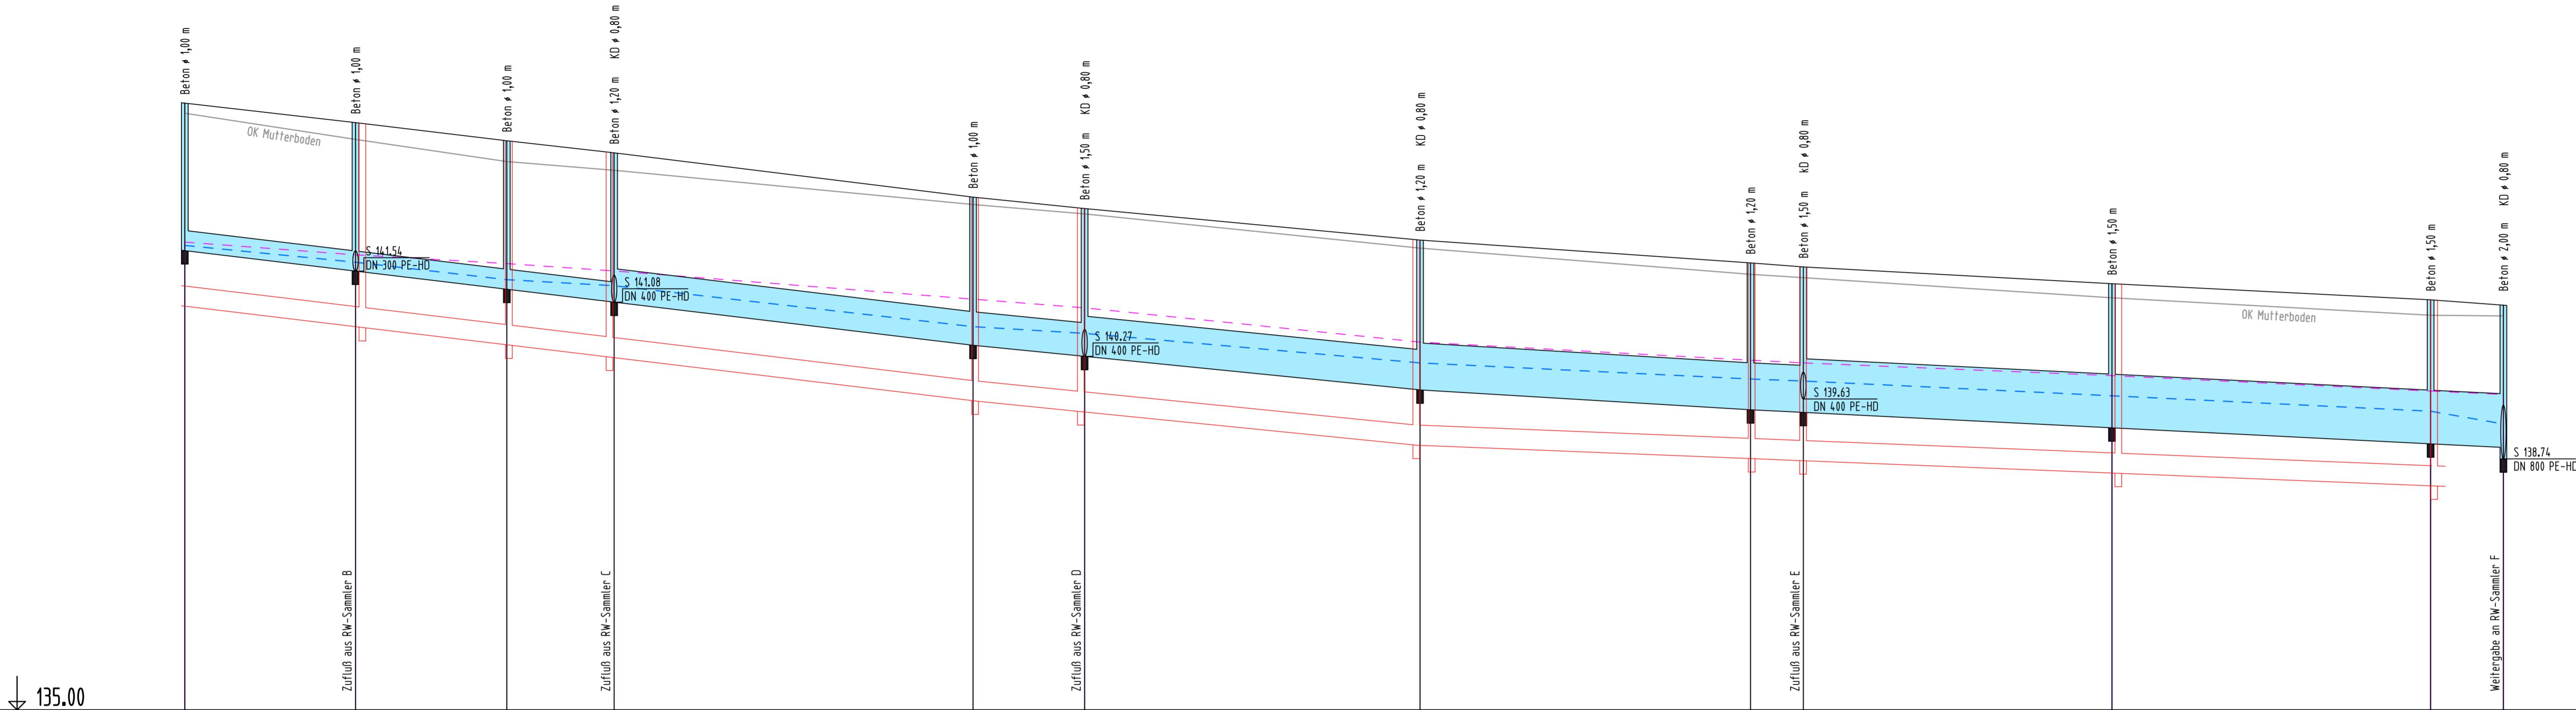 Beton ø 1,00 m
Beton ø 1,00 m
Beton ø 1,00 m
Beton ø 1,20 m KD ø 0,80 m
Beton ø 1,00 m
Beton ø 1,50 m KD ø 0,80 m
Beton ø 1,20 m KD ø 0,80 m
Beton ø 1,20 m
Beton ø 1,50 m kD ø 0,80 m
Beton ø 1,50 m
Beton ø 1,50 m
Beton ø 2,00 m KD ø 0,80 m
OK Mutterboden
OK Mutterboden
S 141.54
DN 300 PE-HD
S 141.08
DN 400 PE-HD
S 140.27
DN 400 PE-HD
S 139.63
DN 400 PE-HD
S 138.74
DN 800 PE-HD
Zufluß aus RW-Sammler B
Zufluß aus RW-Sammler C
Zufluß aus RW-Sammler D
Zufluß aus RW-Sammler E
Weitergabe an RW-Sammler F
135.00